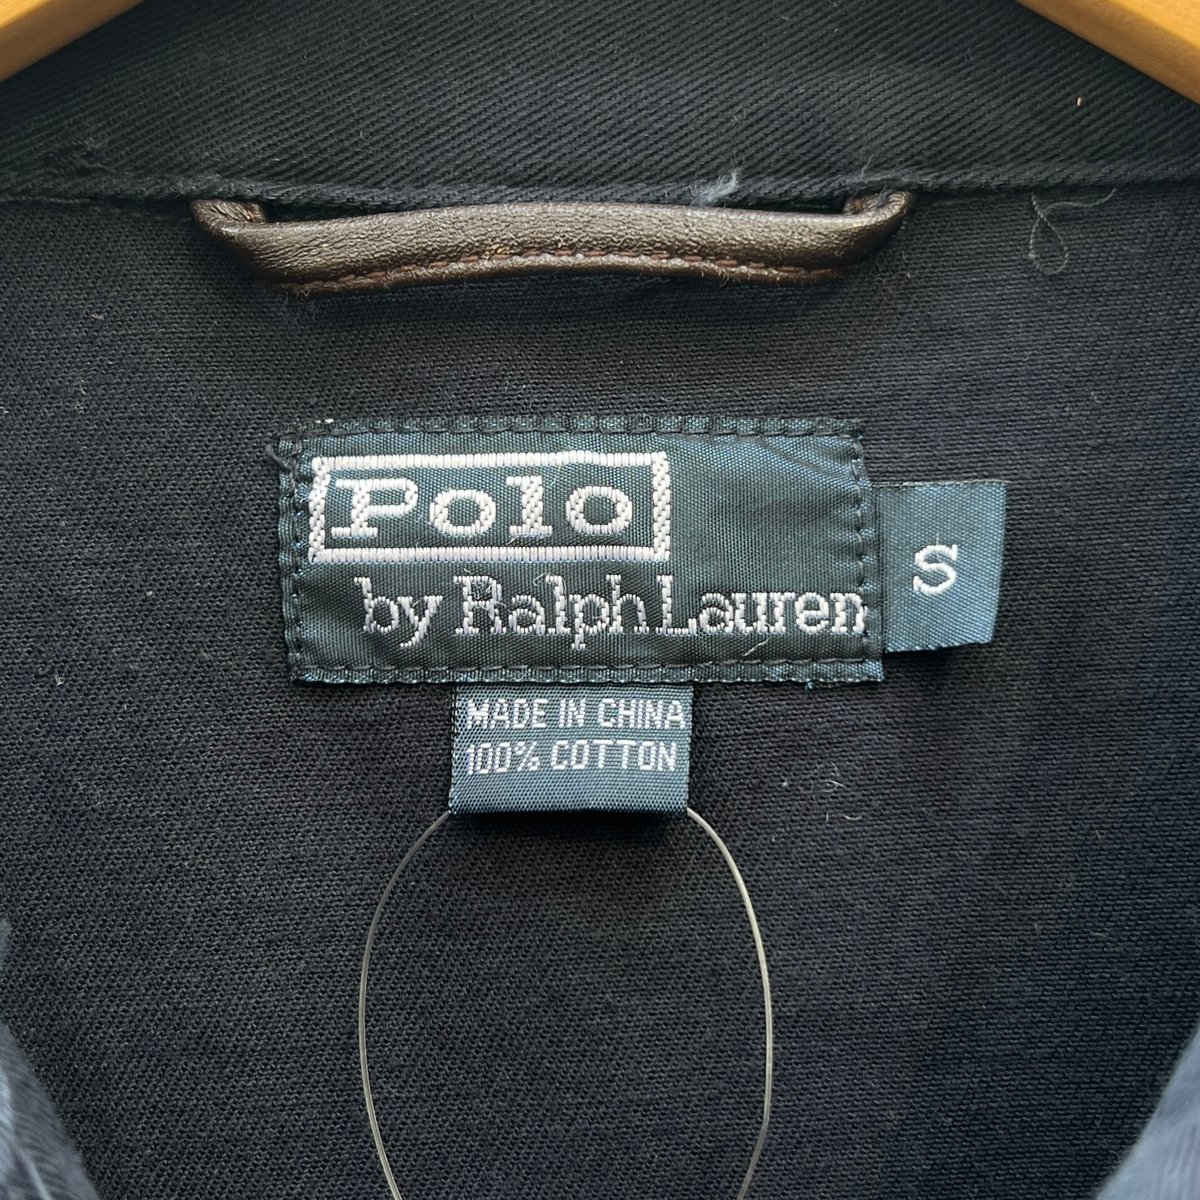 Polo
by Ralph Lauren
S
MADE IN CHINA
100% COTTON